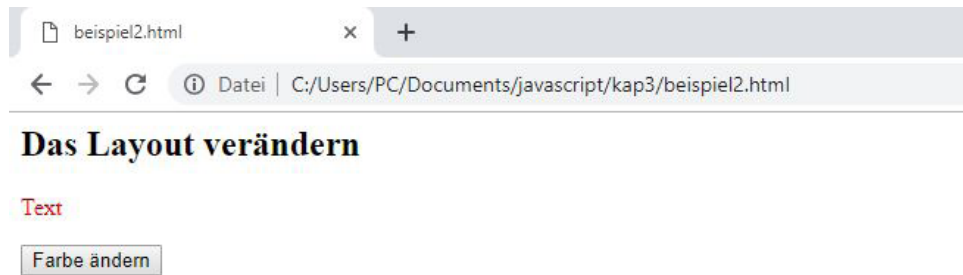 beispiel2.html
Datei | C:/Users/PC/Documents/javascript/kap3/beispiel2.html
Das Layout verändern
Text
Farbe ändern